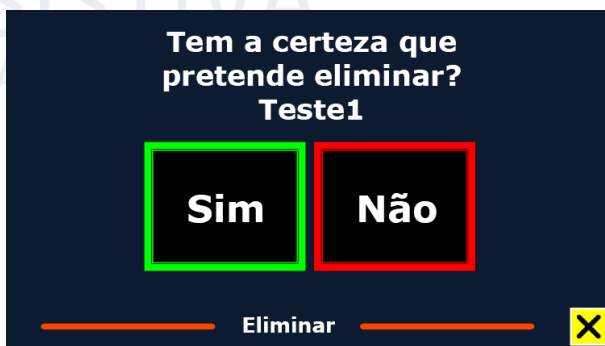 Tem a certeza que
pretende eliminar?
Teste1
Sim
Não
Eliminar